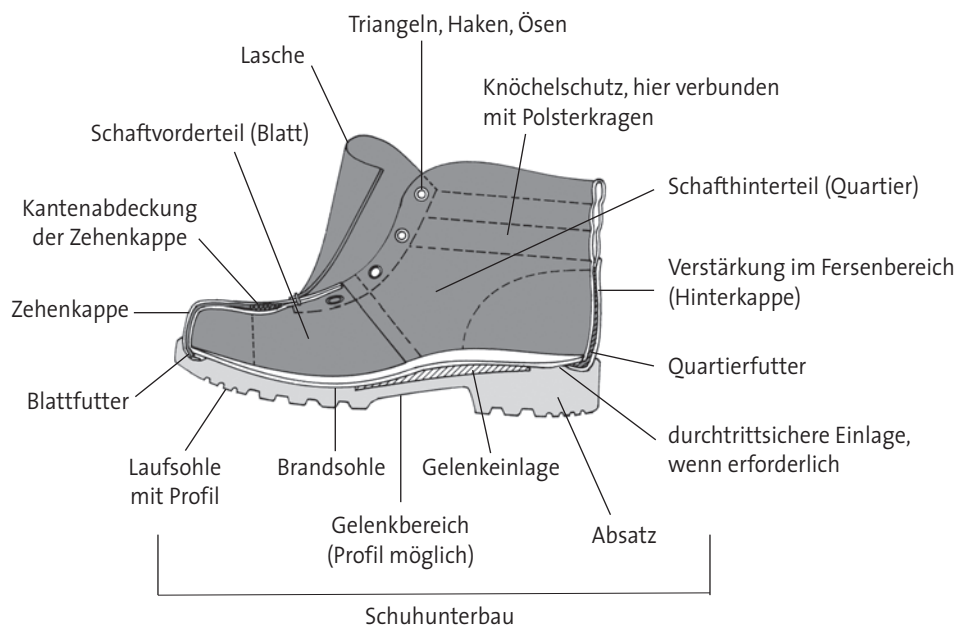 Triangeln, Haken, Ösen
Lasche
Knöchelschutz, hier verbunden
mit Polsterkragen
Schaftvorderteil (Blatt)
Schafthinterteil (Quartier)
Kantenabdeckung
der Zehenkappe
Verstärkung im Fersenbereich
(Hinterkappe)
Zehenkappe
Quartierfutter
Blattfutter
durchtrittsichere Einlage,
wenn erforderlich
Laufsohle
mit Profil
Brandsohle
Gelenkeinlage
Gelenkbereich
(Profil möglich)
Absatz
Schuhunterbau